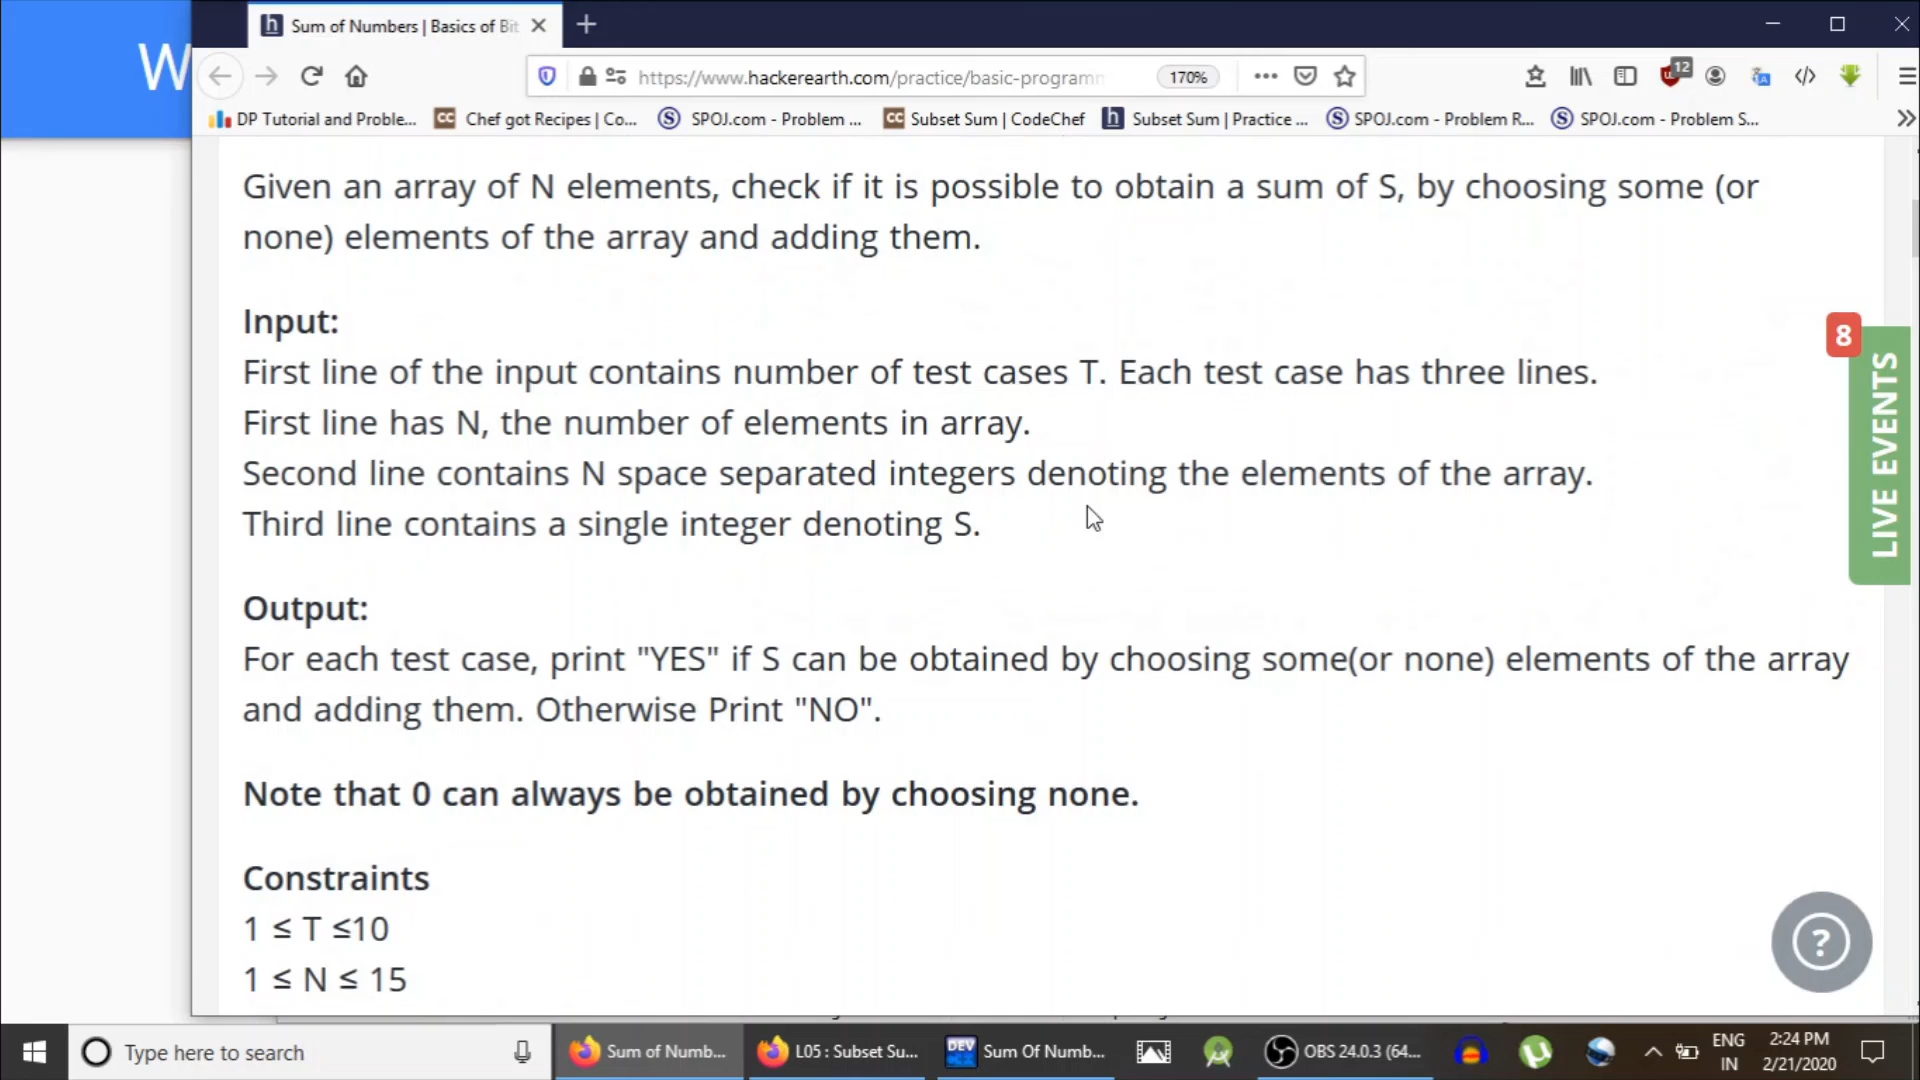 W
Sum of Numbers | Basics of Bit
https://www.hackerearth.com/practice/basic-programm
170%
12
DP Tutorial and Proble...
CC
Chef got Recipes | Co...
SPOJ.com - Problem ...
CC
Subset Sum | CodeChef
h
Subset Sum | Practice ...
SPOJ.com - Problem R...
SPOJ.com - Problem S...
Given an array of N elements, check if it is possible to obtain a sum of S, by choosing some (or
none) elements of the array and adding them.
Input:
First line of the input contains number of test cases T. Each test case has three lines.
First line has N, the number of elements in array.
Second line contains N space separated integers denoting the elements of the array.
Third line contains a single integer denoting S.
8
LIVE EVENTS
Output:
For each test case, print "YES" if S can be obtained by choosing some(or none) elements of the array
and adding them. Otherwise Print "NO".
Note that 0 can always be obtained by choosing none.
Constraints
1 ≤ T ≤10
1 ≤ N ≤ 15
?
Type here to search
Sum of Numb...
L05 : Subset Su...
DEV
Sum Of Numb...
OBS 24.0.3 (64...
ENG
IN
2:24 PM
2/21/2020